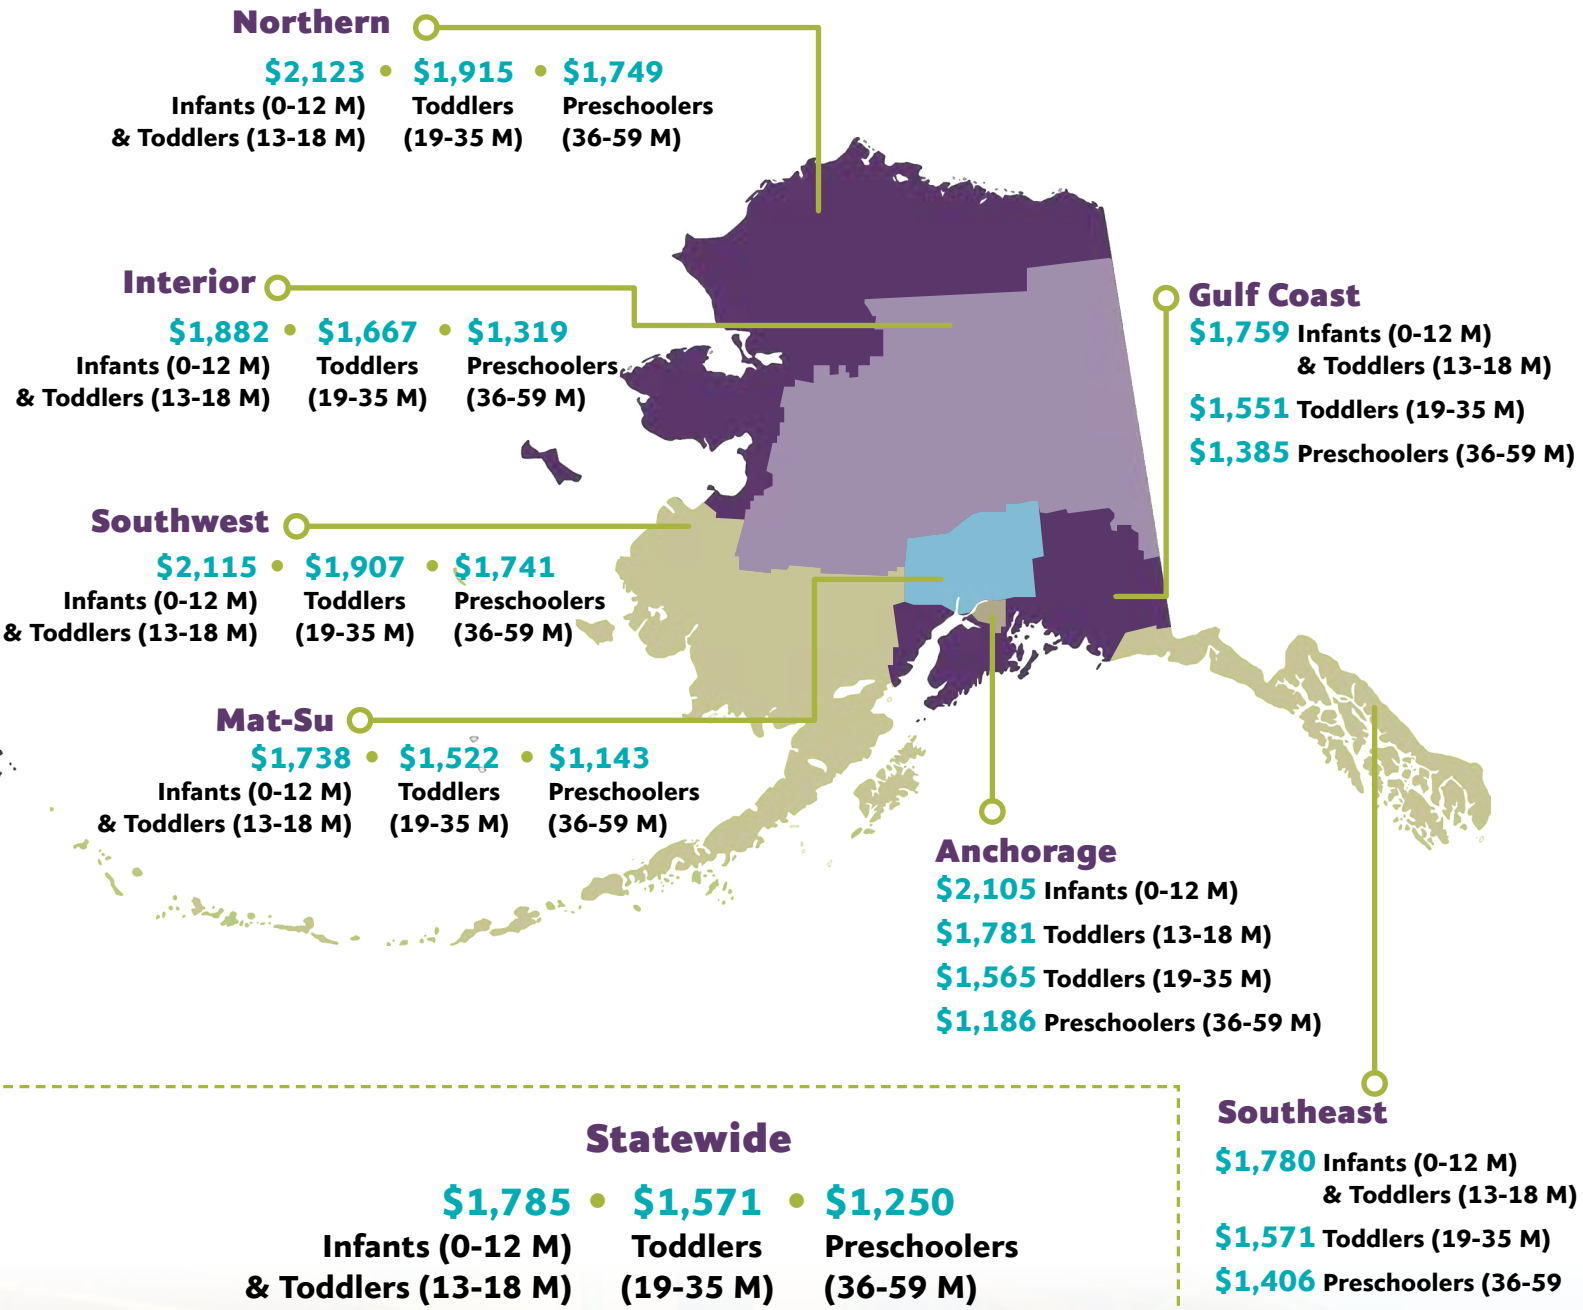 Northern
$2,123 • $1,915 • $1,749
Infants (0-12 M) Toddlers Preschoolers
& Toddlers (13-18 M) (19-35 M) (36-59 M)
Interior
$1,882 • $1,667 • $1,319
Infants (0-12 M) Toddlers Preschoolers
& Toddlers (13-18 M) (19-35 M) (36-59 M)
Gulf Coast
$1,759 Infants (0-12 M)
& Toddlers (13-18 M)
$1,551 Toddlers (19-35 M)
$1,385 Preschoolers (36-59 M)
Southwest
$2,115 • $1,907 • $1,741
Infants (0-12 M) Toddlers Preschoolers
& Toddlers (13-18 M) (19-35 M) (36-59 M)
Mat-Su
$1,738 • $1,522 • $1,143
Infants (0-12 M) Toddlers Preschoolers
& Toddlers (13-18 M) (19-35 M) (36-59 M)
Anchorage
$2,105 Infants (0-12 M)
$1,781 Toddlers (13-18 M)
$1,565 Toddlers (19-35 M)
$1,186 Preschoolers (36-59 M)
Southeast
$1,780 Infants (0-12 M)
& Toddlers (13-18 M)
$1,571 Toddlers (19-35 M)
$1,406 Preschoolers (36-59
Statewide
$1,785 • $1,571 • $1,250
Infants (0-12 M) Toddlers Preschoolers
& Toddlers (13-18 M) (19-35 M) (36-59 M)